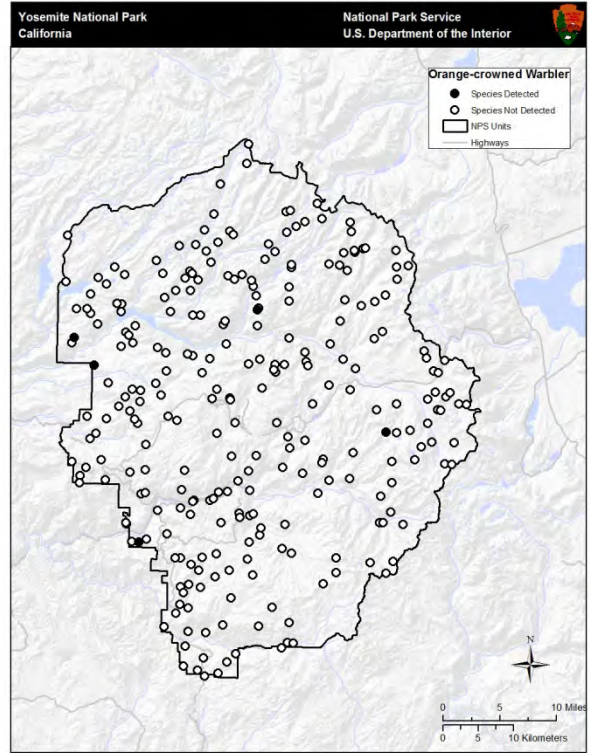 Yosemite National Park
California
National Park Service
U.S. Department of the Interior
Orange-crowned Warbler
Species Detected
Species Not Detected
NPS Units
Highways
N
0 5 10 Miles
0 5 10 Kilometers